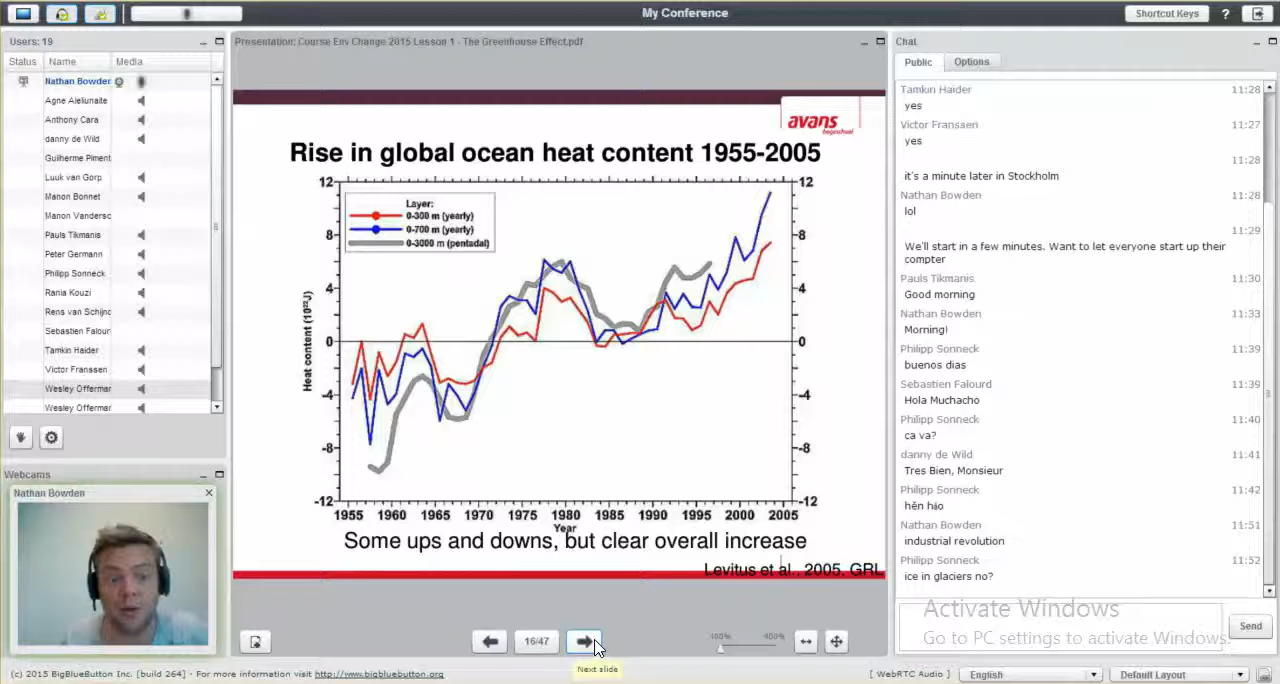 My Conference
Shortcut Keys
?
Users: 19
Status Name Media
Nathan Bowden
Agne Aleliunaite
Anthony Cara
danny de Wild
Guilherme Piment
Luuk van Gorp
Manon Bonnet
Manon Vandersc
Pauls Tikmanis
Peter Germann
Philipp Sonneck
Rania Kouzi
Rens van Schijnd
Sebastien Falour
Tamkin Haider
Victor Franssen
Wesley Offermar
Wesley Offermar
Webcams
Nathan Bowden
Presentation: Course Env Change 2015 Lesson 1 - The Greenhouse Effect.pdf
avans
hogeschool
Rise in global ocean heat content 1955-2005
Layer:
0-300 m (yearly)
0-700 m (yearly)
0-3000 m (pentadal)
Heat content (10²²J)
12 8 4 0 -4 -8 -12
12 8 4 0 -4 -8 -12
1955 1960 1965 1970 1975 1980 1985 1990 1995 2000 2005
Year
Some ups and downs, but clear overall increase
Levitus et al., 2005. GRL
16/47
Next slide
100% 400%
Chat
Public Options
Tamkin Haider 11:28
yes
Victor Franssen 11:27
yes
11:28
it's a minute later in Stockholm
Nathan Bowden 11:28
lol
11:29
We'll start in a few minutes. Want to let everyone start up their
compter
Pauls Tikmanis 11:30
Good morning
Nathan Bowden 11:33
Morning!
Philipp Sonneck 11:39
buenos dias
Sebastien Falourd 11:39
Hola Muchacho
Philipp Sonneck 11:40
ca va?
danny de Wild 11:41
Tres Bien, Monsieur
Philipp Sonneck 11:42
hěn hǎo
Nathan Bowden 11:51
industrial revolution
Philipp Sonneck 11:52
ice in glaciers no?
Send
Activate Windows
Go to PC settings to activate Windows.
(c) 2015 BigBlueButton Inc. [build 264] - For more information visit http://www.bigbluebutton.org
[ WebRTC Audio ]
English
Default Layout